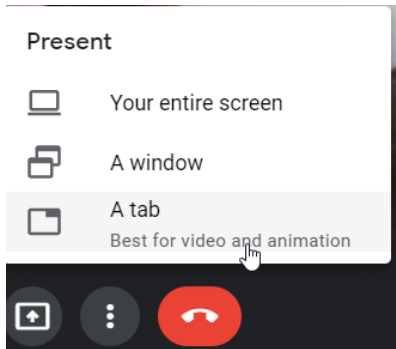 Present
Your entire screen
A window
A tab
Best for video and animation